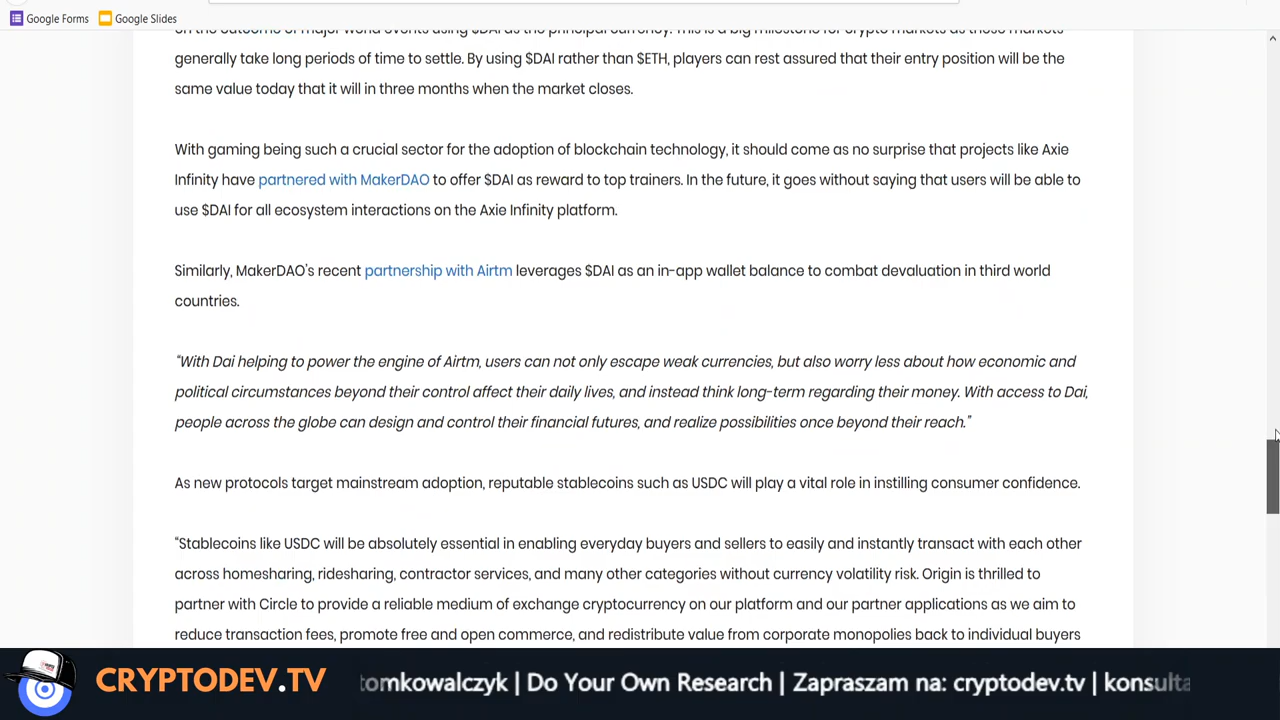 Google Forms Google Slides
on the outcome of major world events using $DAI as the principal currency. This is a big milestone for crypto markets as these markets
generally take long periods of time to settle. By using $DAI rather than $ETH, players can rest assured that their entry position will be the
same value today that it will in three months when the market closes.
With gaming being such a crucial sector for the adoption of blockchain technology, it should come as no surprise that projects like Axie
Infinity have partnered with MakerDAO to offer $DAI as reward to top trainers. In the future, it goes without saying that users will be able to
use $DAI for all ecosystem interactions on the Axie Infinity platform.
Similarly, MakerDAO's recent partnership with Airtm leverages $DAI as an in-app wallet balance to combat devaluation in third world
countries.
“With Dai helping to power the engine of Airtm, users can not only escape weak currencies, but also worry less about how economic and
political circumstances beyond their control affect their daily lives, and instead think long-term regarding their money. With access to Dai,
people across the globe can design and control their financial futures, and realize possibilities once beyond their reach.”
As new protocols target mainstream adoption, reputable stablecoins such as USDC will play a vital role in instilling consumer confidence.
“Stablecoins like USDC will be absolutely essential in enabling everyday buyers and sellers to easily and instantly transact with each other
across homesharing, ridesharing, contractor services, and many other categories without currency volatility risk. Origin is thrilled to
partner with Circle to provide a reliable medium of exchange cryptocurrency on our platform and our partner applications as we aim to
reduce transaction fees, promote free and open commerce, and redistribute value from corporate monopolies back to individual buyers
CRYPTODEV.TV tomkowalczyk | Do Your Own Research | Zapraszam na: cryptodev.tv | konsulta